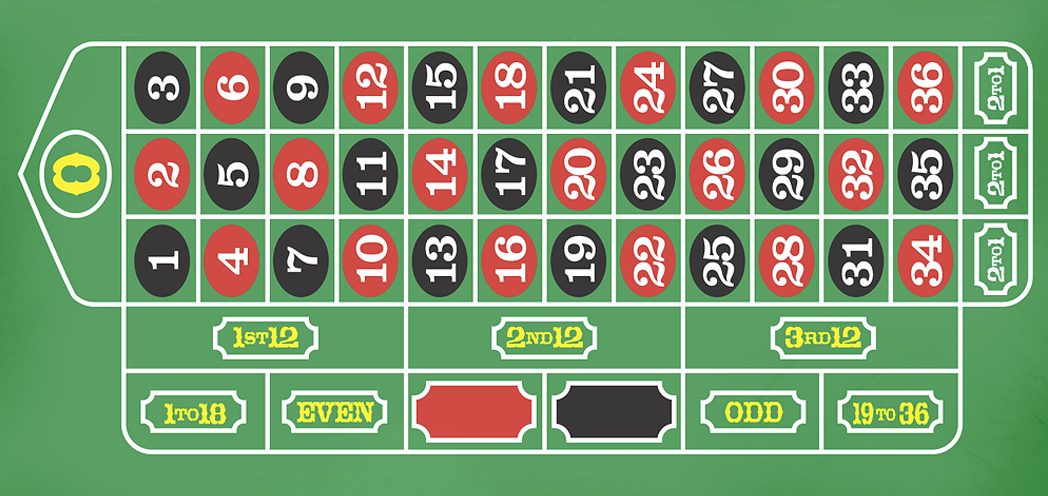 3 6 9 12 15 18 21 24 27 30 33 36 2TO1
0 2 5 8 11 14 17 20 23 26 29 32 35 2TO1
1 4 7 10 13 16 19 22 25 28 31 34 2TO1
1ST12 2ND12 3RD12
1TO18 EVEN ODD 19TO36